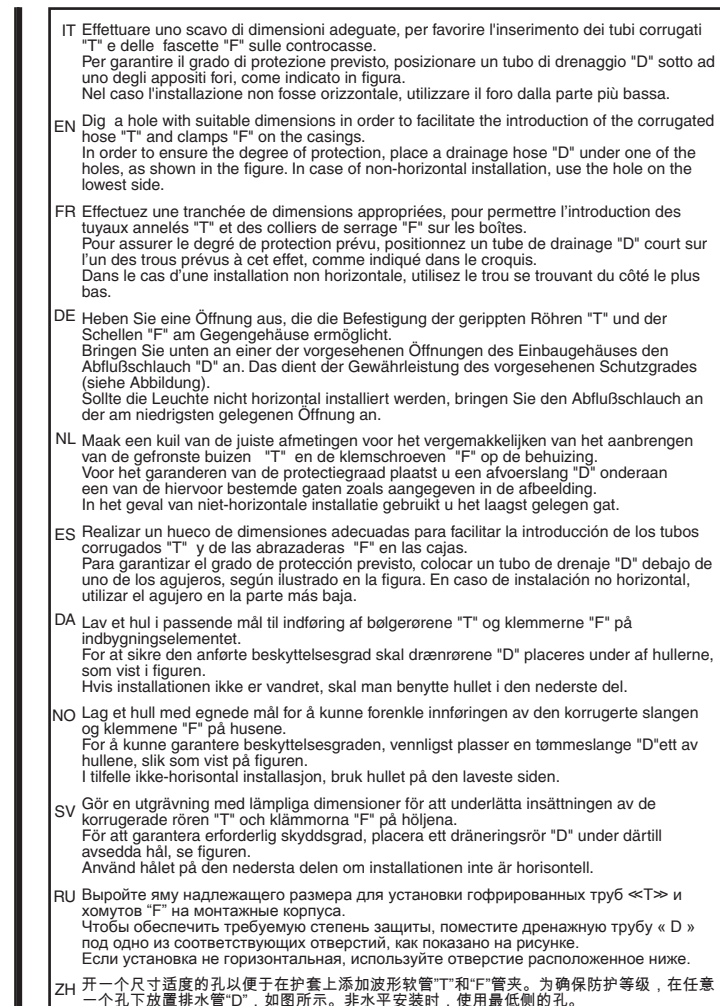 IT Effettuare uno scavo di dimensioni adeguate, per favorire l'inserimento dei tubi corrugati
"T" e delle fascette "F" sulle controcasse.
Per garantire il grado di protezione previsto, posizionare un tubo di drenaggio "D" sotto ad
uno degli appositi fori, come indicato in figura.
Nel caso l'installazione non fosse orizzontale, utilizzare il foro dalla parte più bassa.
EN Dig a hole with suitable dimensions in order to facilitate the introduction of the corrugated
hose "T" and clamps "F" on the casings.
In order to ensure the degree of protection, place a drainage hose "D" under one of the
holes, as shown in the figure. In case of non-horizontal installation, use the hole on the
lowest side.
FR Effectuez une tranchée de dimensions appropriées, pour permettre l'introduction des
tuyaux annelés "T" et des colliers de serrage "F" sur les boîtes.
Pour assurer le degré de protection prévu, positionnez un tube de drainage "D" court sur
l'un des trous prévus à cet effet, comme indiqué dans le croquis.
Dans le cas d'une installation non horizontale, utilisez le trou se trouvant du côté le plus
bas.
DE Heben Sie eine Öffnung aus, die die Befestigung der gerippten Röhren "T" und der
Schellen "F" am Gegengehäuse ermöglicht.
Bringen Sie unten an einer der vorgesehenen Öffnungen des Einbaugehäuses den
Abflußschlauch "D" an. Das dient der Gewährleistung des vorgesehenen Schutzgrades
(siehe Abbildung).
Sollte die Leuchte nicht horizontal installiert werden, bringen Sie den Abflußschlauch an
der am niedrigsten gelegenen Öffnung an.
NL Maak een kuil van de juiste afmetingen voor het vergemakkelijken van het aanbrengen
van de gefronste buizen "T" en de klemschroeven "F" op de behuizing.
Voor het garanderen van de protectiegraad plaatst u een afvoerslang "D" onderaan
een van de hiervoor bestemde gaten zoals aangegeven in de afbeelding.
In het geval van niet-horizontale installatie gebruikt u het laagst gelegen gat.
ES Realizar un hueco de dimensiones adecuadas para facilitar la introducción de los tubos
corrugados "T" y de las abrazaderas "F" en las cajas.
Para garantizar el grado de protección previsto, colocar un tubo de drenaje "D" debajo de
uno de los agujeros, según ilustrado en la figura. En caso de instalación no horizontal,
utilizar el agujero en la parte más baja.
DA Lav et hul i passende mål til indføring af bølgerørene "T" og klemmerne "F" på
indbygningselementet.
For at sikre den anførte beskyttelsesgrad skal drænrørene "D" placeres under af hullerne,
som vist i figuren.
Hvis installationen ikke er vandret, skal man benytte hullet i den nederste del.
NO Lag et hull med egnede mål for å kunne forenkle innføringen av den korrugerte slangen
og klemmene "F" på husene.
For å kunne garantere beskyttelsesgraden, vennligst plasser en tømmeslange "D"ett av
hullene, slik som vist på figuren.
I tilfelle ikke-horisontal installasjon, bruk hullet på den laveste siden.
SV Gör en utgrävning med lämpliga dimensioner för att underlätta insättningen av de
korrugerade rören "T" och klämmorna "F" på höljena.
För att garantera erforderlig skyddsgrad, placera ett dräneringsrör "D" under därtill
avsedda hål, se figuren.
Använd hålet på den nedersta delen om installationen inte är horisontell.
RU Выройте яму надлежащего размера для установки гофрированных труб ≪T≫ и
хомутов “F” на монтажные корпуса.
Чтобы обеспечить требуемую степень защиты, поместите дренажную трубу « D »
под одно из соответствующих отверстий, как показано на рисунке.
Если установка не горизонтальная, используйте отверстие расположенное ниже.
ZH 开一个尺寸适度的孔以便于在护套上添加波形软管“T”和“F”管夹。为确保防护等级，在任意
一个孔下放置排水管“D”，如图所示。非水平安装时，使用最低侧的孔。